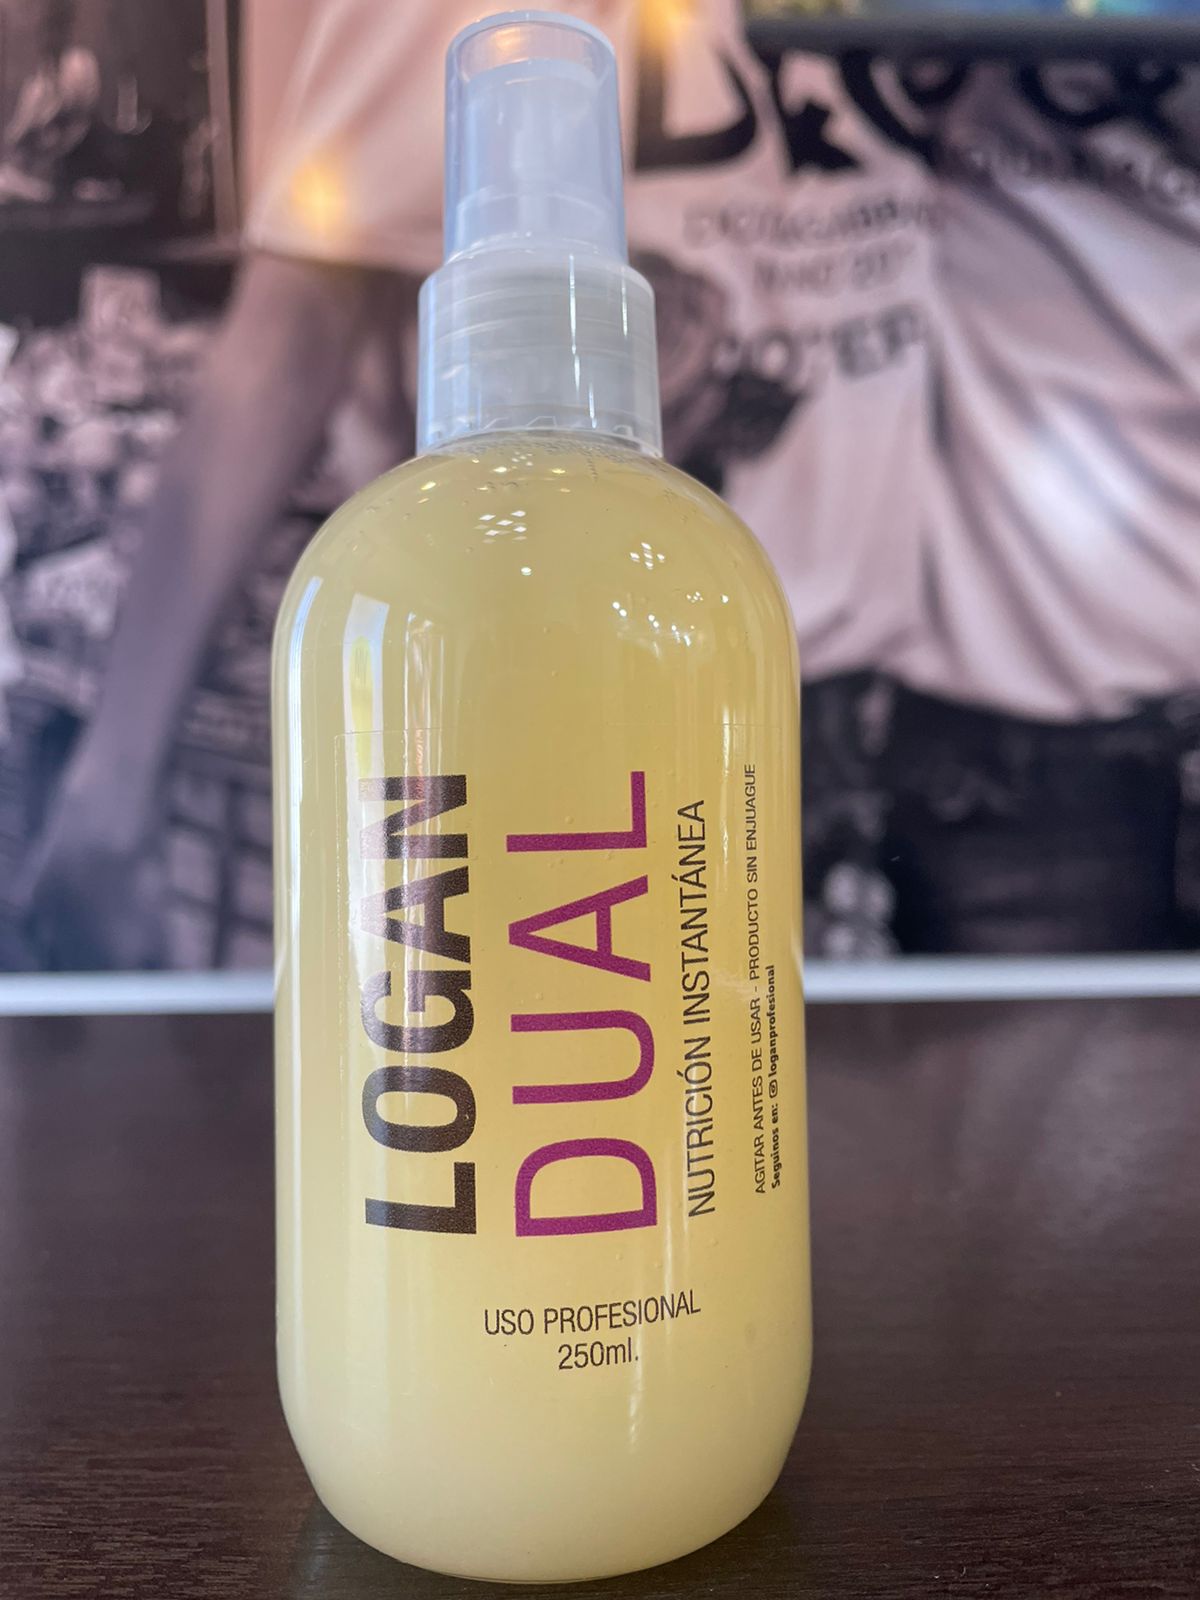 LOGAN
DUAL
NUTRICIÓN INSTANTÁNEA
AGITAR ANTES DE USAR - PRODUCTO SIN ENJUAGUE
Seguinos en: loganprofesional
USO PROFESIONAL
250ml.